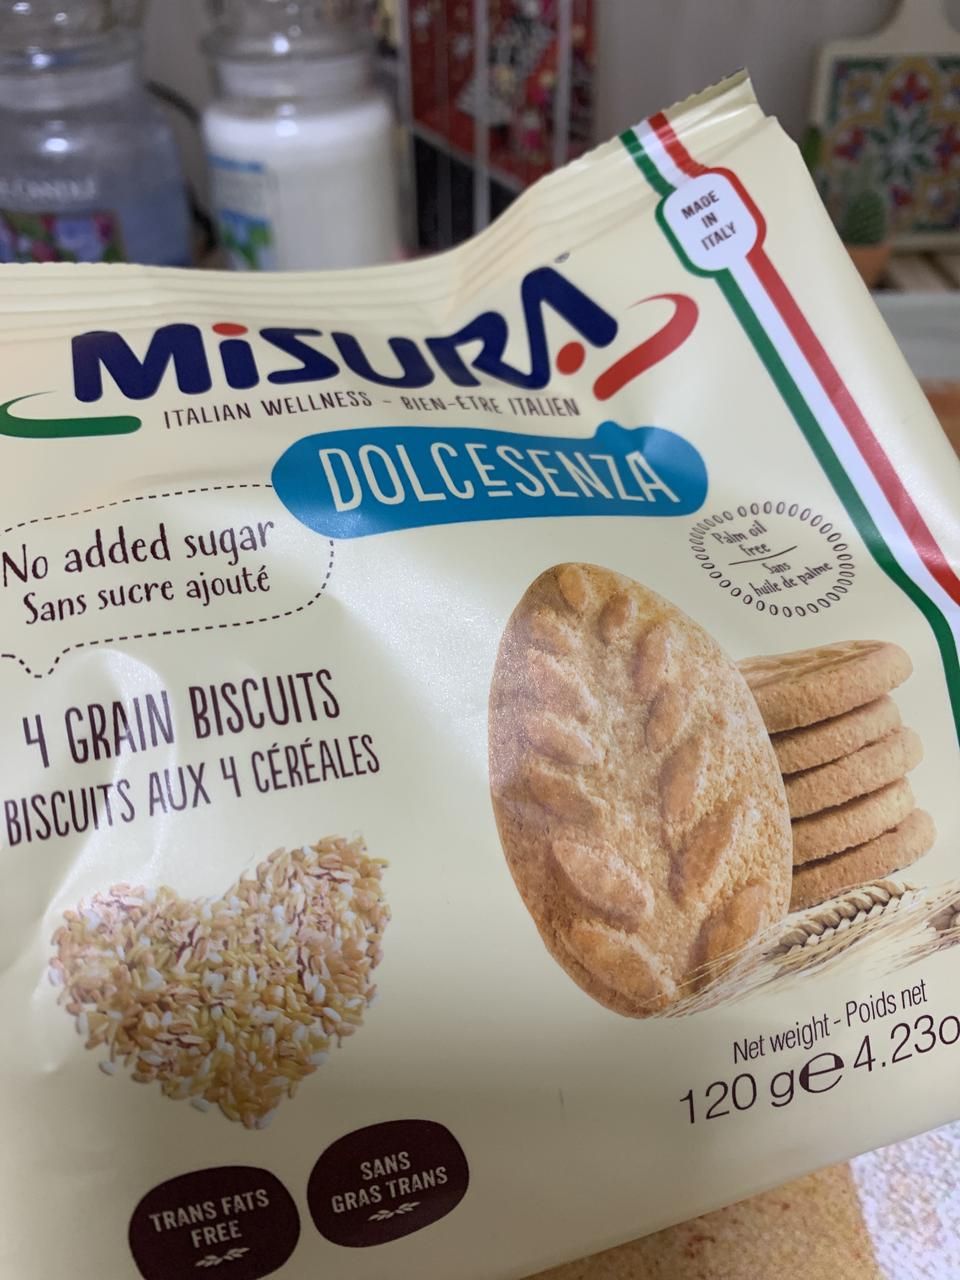 MADE
IN
ITALY
MiSURA
ITALIAN WELLNESS - BIEN-ÊTRE ITALIEN
DOLCESENZA
No added sugar
Sans sucre ajouté
Palm oil
free
Sans
huile de palme
4 GRAIN BISCUITS
BISCUITS AUX 4 CÉRÉALES
Net weight - Poids net
120 g e 4.23o
TRANS FATS
FREE
SANS
GRAS TRANS